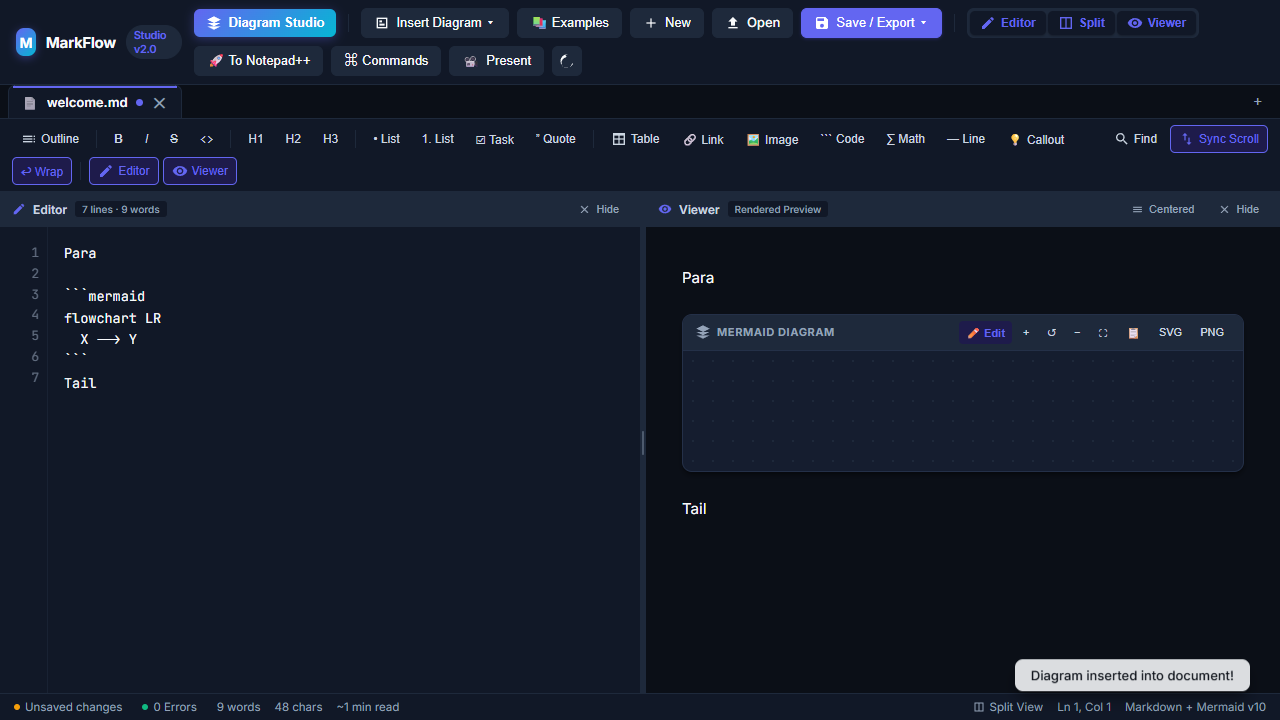 M MarkFlow Studio v2.0 Diagram Studio Insert Diagram ▾ Examples + New Open Save / Export ▾ Editor Split Viewer
To Notepad++ ⌘ Commands Present
welcome.md +
Outline B I S <> H1 H2 H3 • List 1. List ☑ Task " Quote Table Link Image ``` Code ∑ Math — Line Callout Find Sync Scroll
↩ Wrap Editor Viewer
Editor 7 lines · 9 words Hide
Viewer Rendered Preview Centered Hide
1 Para
2
3 ```mermaid
4 flowchart LR
5 X --> Y
6 ```
7 Tail
Para
MERMAID DIAGRAM Edit + ↺ − SVG PNG
Tail
Diagram inserted into document!
Unsaved changes 0 Errors 9 words 48 chars ~1 min read Split View Ln 1, Col 1 Markdown + Mermaid v10